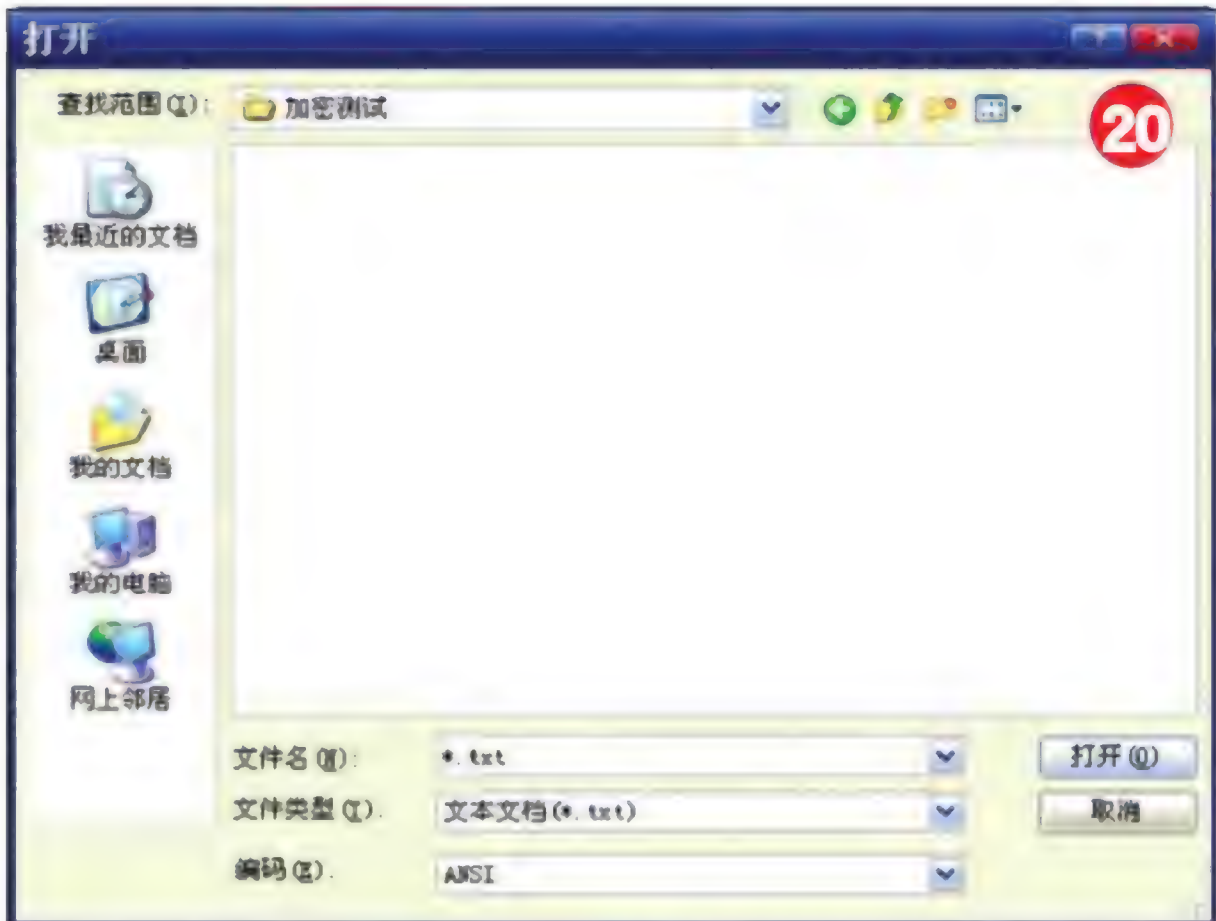 打开
查找范围(I): 加密测试
20
我最近的文档
桌面
我的文档
我的电脑
网上邻居
文件名(N): *.txt 打开(O)
文件类型(T): 文本文档(*.txt) 取消
编码(E): ANSI